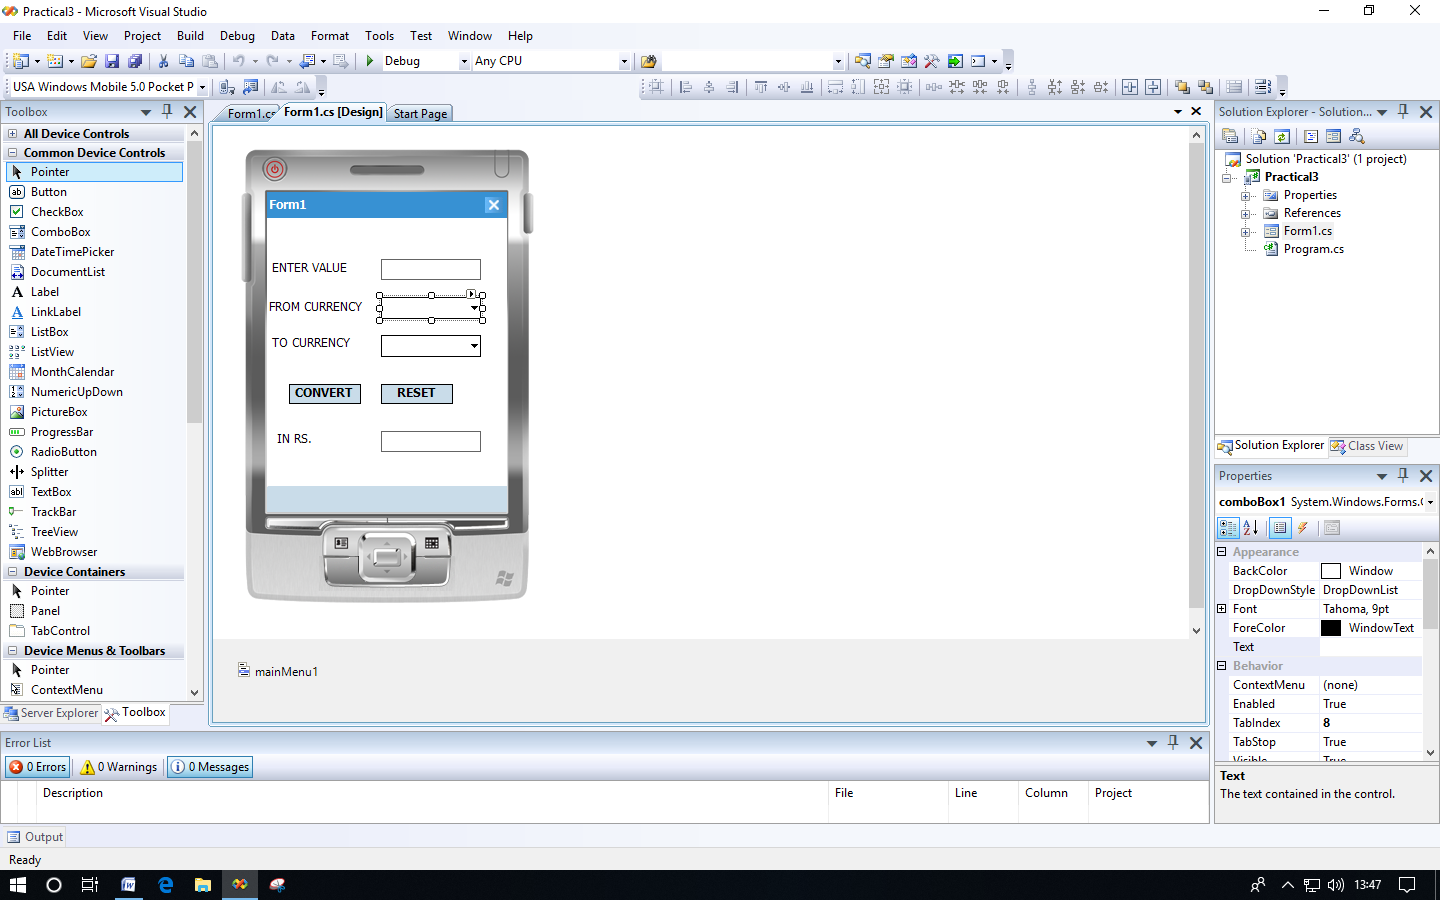 Practical3 - Microsoft Visual Studio
File Edit View Project Build Debug Data Format Tools Test Window Help
Debug Any CPU
USA Windows Mobile 5.0 Pocket P
Toolbox
All Device Controls
Common Device Controls
Pointer
Button
CheckBox
ComboBox
DateTimePicker
DocumentList
Label
LinkLabel
ListBox
ListView
MonthCalendar
NumericUpDown
PictureBox
ProgressBar
RadioButton
Splitter
TextBox
TrackBar
TreeView
WebBrowser
Device Containers
Pointer
Panel
TabControl
Device Menus & Toolbars
Pointer
ContextMenu
Server Explorer Toolbox
Form1.cs Form1.cs [Design] Start Page
Form1
ENTER VALUE
FROM CURRENCY
TO CURRENCY
CONVERT RESET
IN RS.
mainMenu1
Solution Explorer - Solution...
Solution 'Practical3' (1 project)
Practical3
Properties
References
Form1.cs
Program.cs
Solution Explorer Class View
Properties
comboBox1 System.Windows.Forms.C
Appearance
BackColor Window
DropDownStyle DropDownList
Font Tahoma, 9pt
ForeColor WindowText
Text
Behavior
ContextMenu (none)
Enabled True
TabIndex 8
TabStop True
Visible True
Text
The text contained in the control.
Error List
0 Errors 0 Warnings 0 Messages
Description File Line Column Project
Output
Ready
13:47